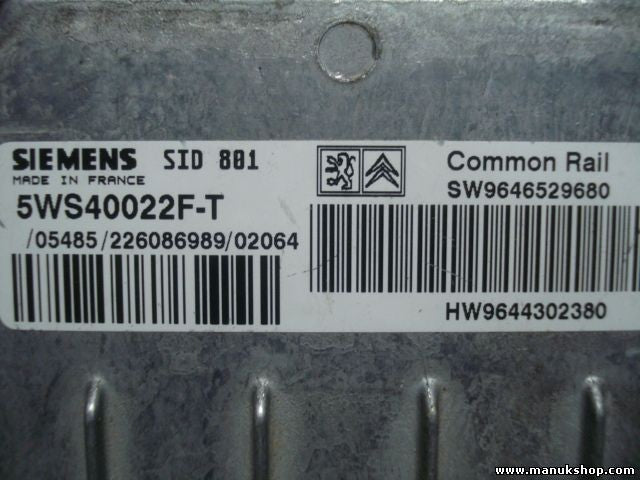 SIEMENS SID 801
MADE IN FRANCE
5WS40022F-T
/05485/226086989/02064
Common Rail
SW9646529680
HW9644302380
www.manukshop.com